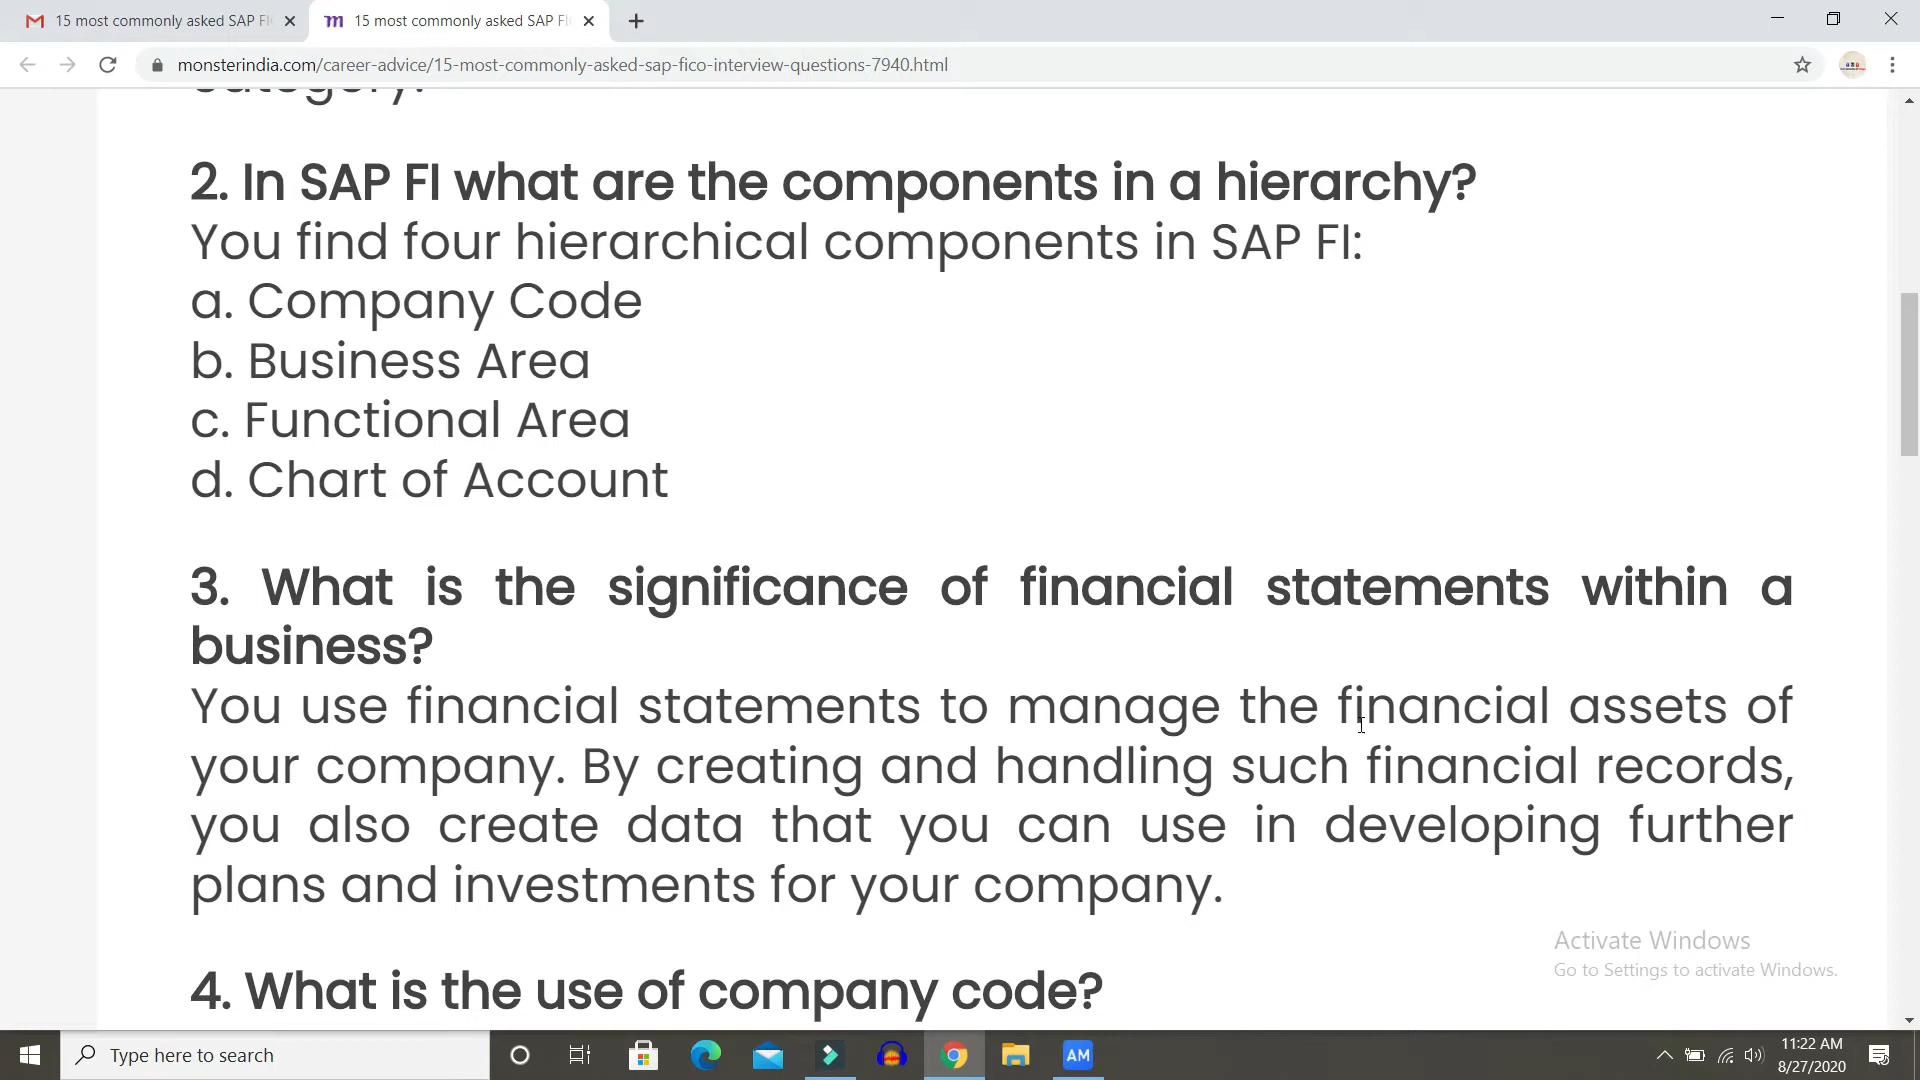 15 most commonly asked SAP FI
15 most commonly asked SAP FI
monsterindia.com/career-advice/15-most-commonly-asked-sap-fico-interview-questions-7940.html
category.
2. In SAP FI what are the components in a hierarchy?
You find four hierarchical components in SAP FI:
a. Company Code
b. Business Area
c. Functional Area
d. Chart of Account
3. What is the significance of financial statements within a
business?
You use financial statements to manage the financial assets of
your company. By creating and handling such financial records,
you also create data that you can use in developing further
plans and investments for your company.
Activate Windows
Go to Settings to activate Windows.
4. What is the use of company code?
Type here to search
AM
11:22 AM
8/27/2020